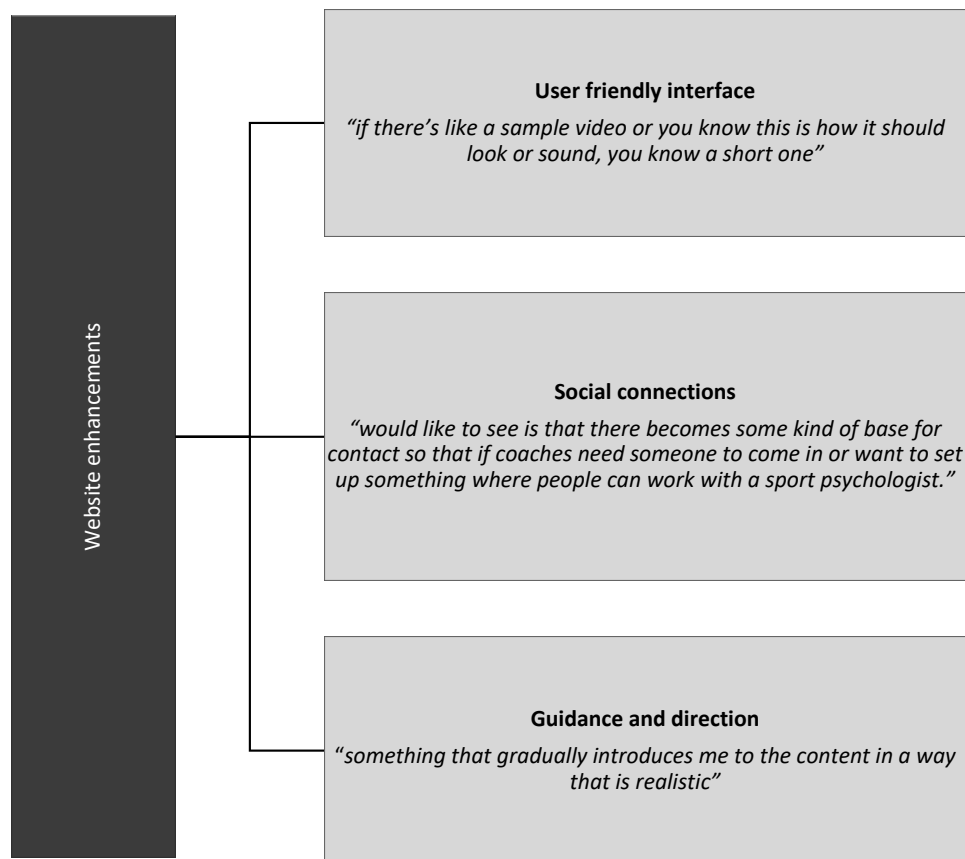 Website enhancements
User friendly interface
“if there’s like a sample video or you know this is how it should
look or sound, you know a short one”
Social connections
“would like to see is that there becomes some kind of base for
contact so that if coaches need someone to come in or want to set
up something where people can work with a sport psychologist.”
Guidance and direction
“something that gradually introduces me to the content in a way
that is realistic”